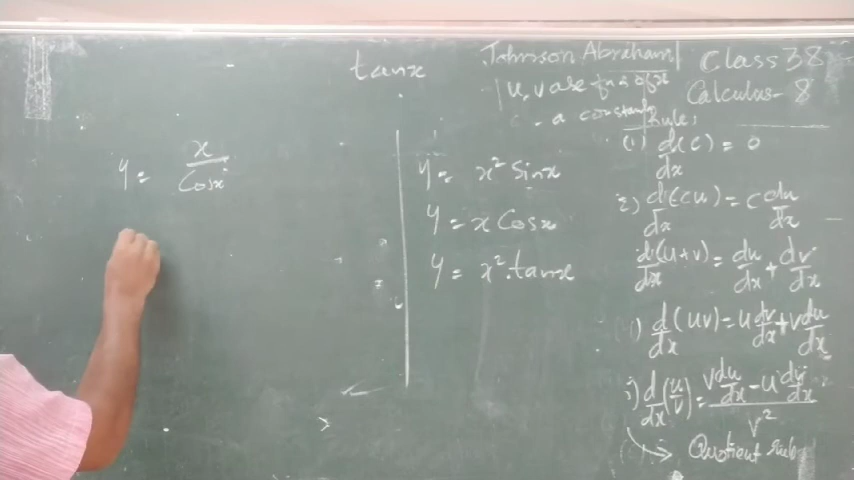 tanx
Johnson Abraham
Class 38
Calculus - 8
u, v are fns of x
a constant
Rule:
(1) d(c)/dx = 0
2) d(cu)/dx = c du/dx
d(u+v)/dx = du/dx + dv/dx
d/dx (uv) = u dv/dx + v du/dx
d/dx (u/v) = (v du/dx - u dv/dx)/v²
Quotient rule
y = x/Cosx
y = x² Sinx
y = x Cosx
y = x². tanx